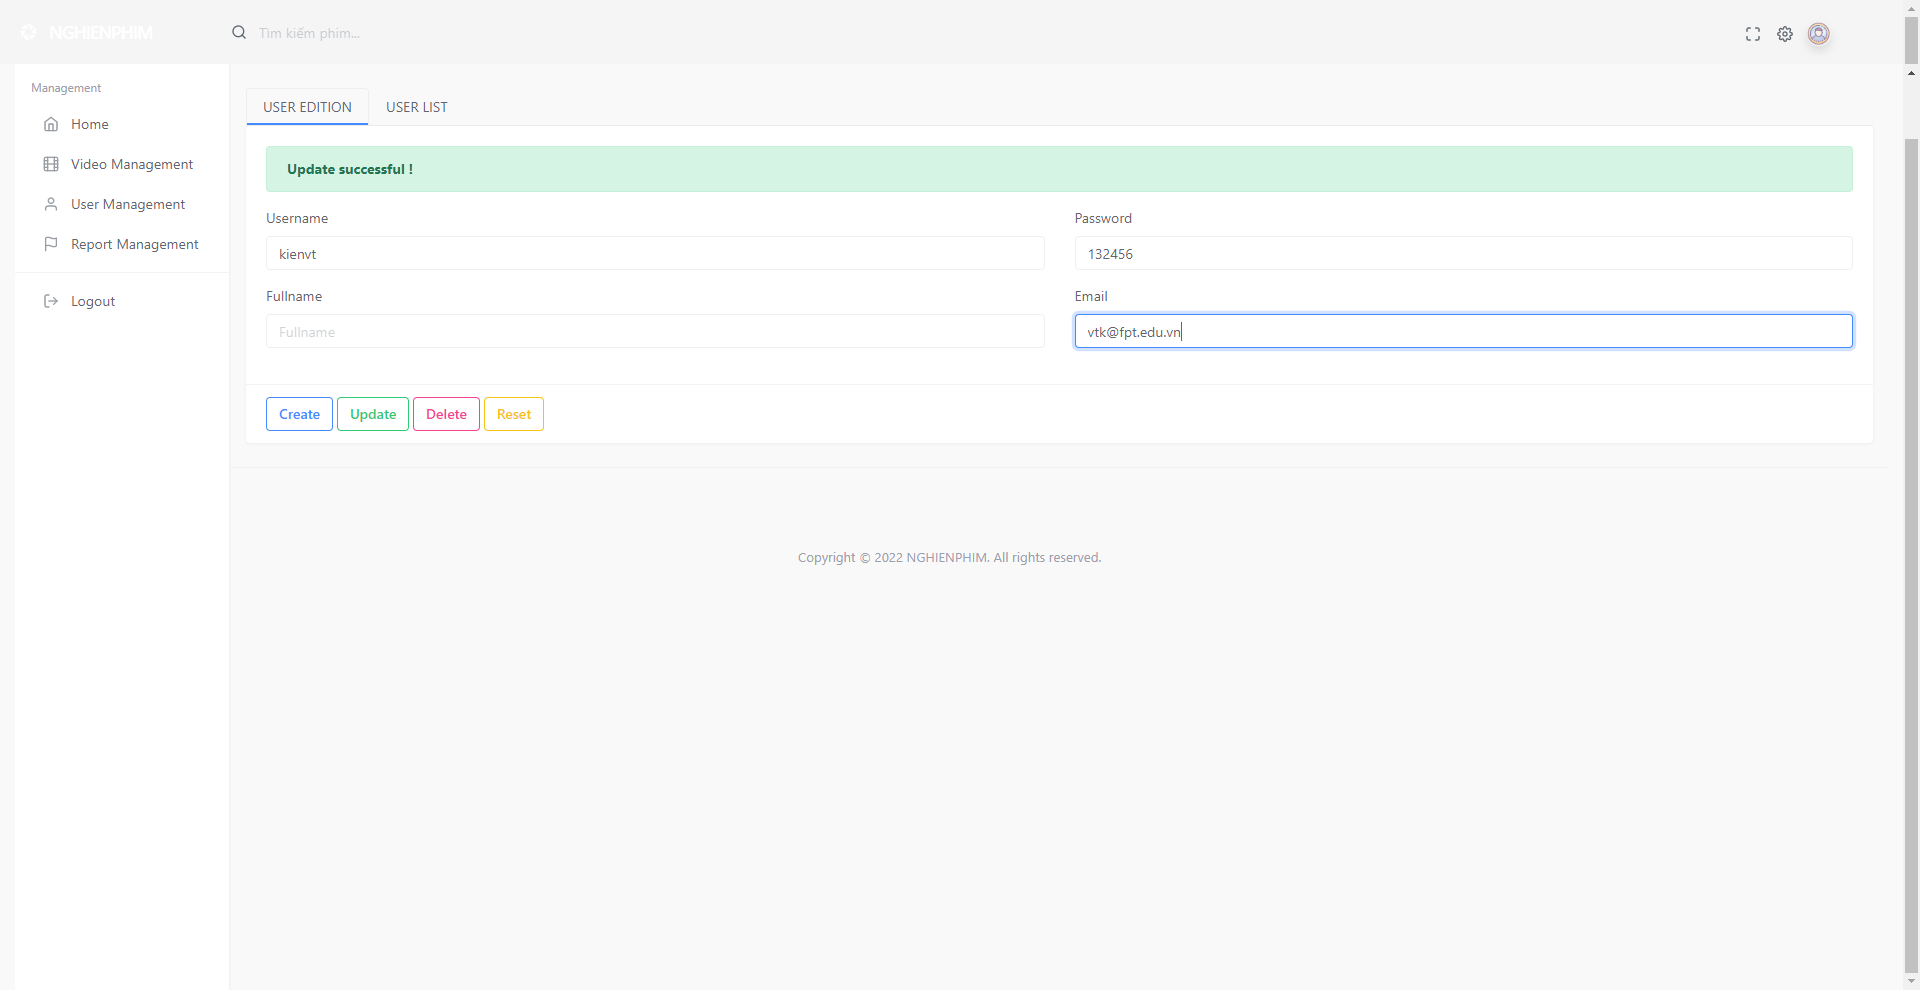 NGHIENPHIM
Tìm kiếm phim...
Management
Home
Video Management
User Management
Report Management
Logout
USER EDITION
USER LIST
Update successful !
Username
Password
kienvt
132456
Fullname
Email
Fullname
vtk@fpt.edu.vn
Create
Update
Delete
Reset
Copyright © 2022 NGHIENPHIM. All rights reserved.